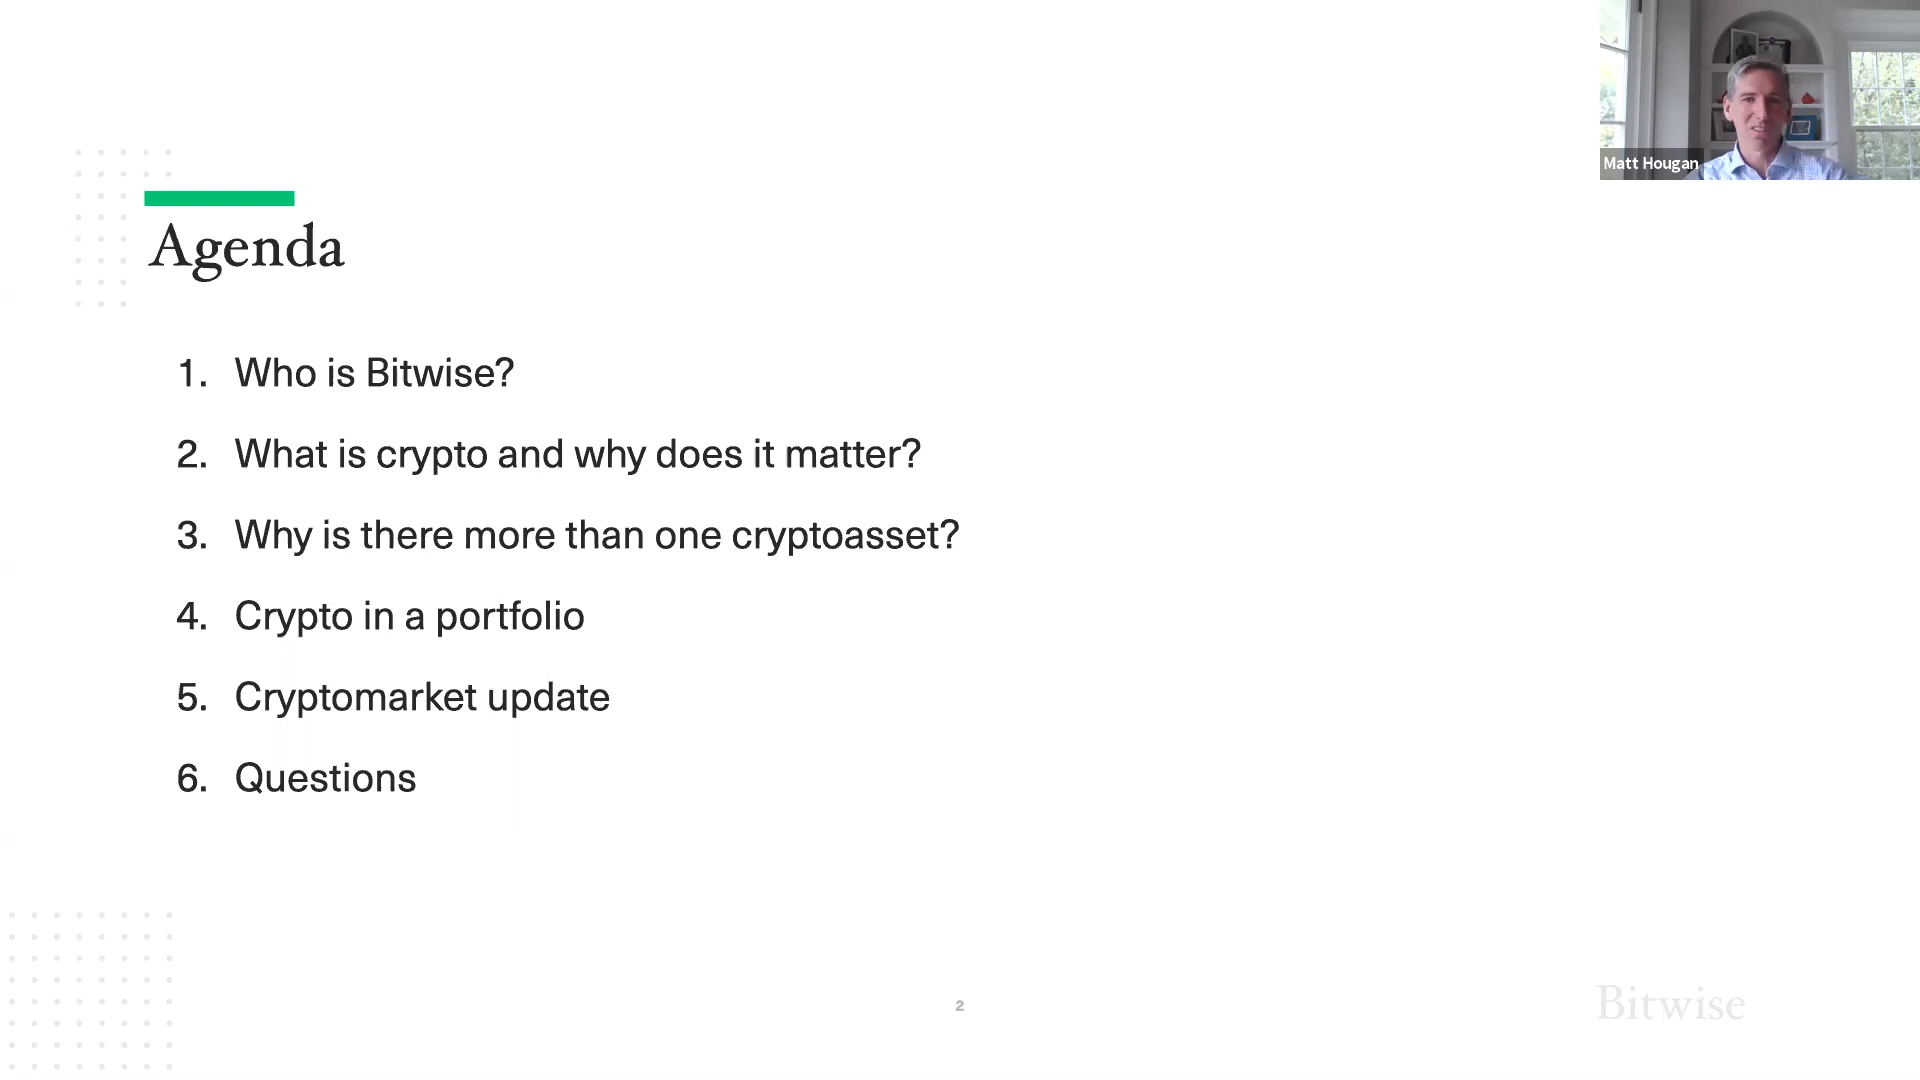 Matt Hougan
Agenda
1. Who is Bitwise?
2. What is crypto and why does it matter?
3. Why is there more than one cryptoasset?
4. Crypto in a portfolio
5. Cryptomarket update
6. Questions
2
Bitwise